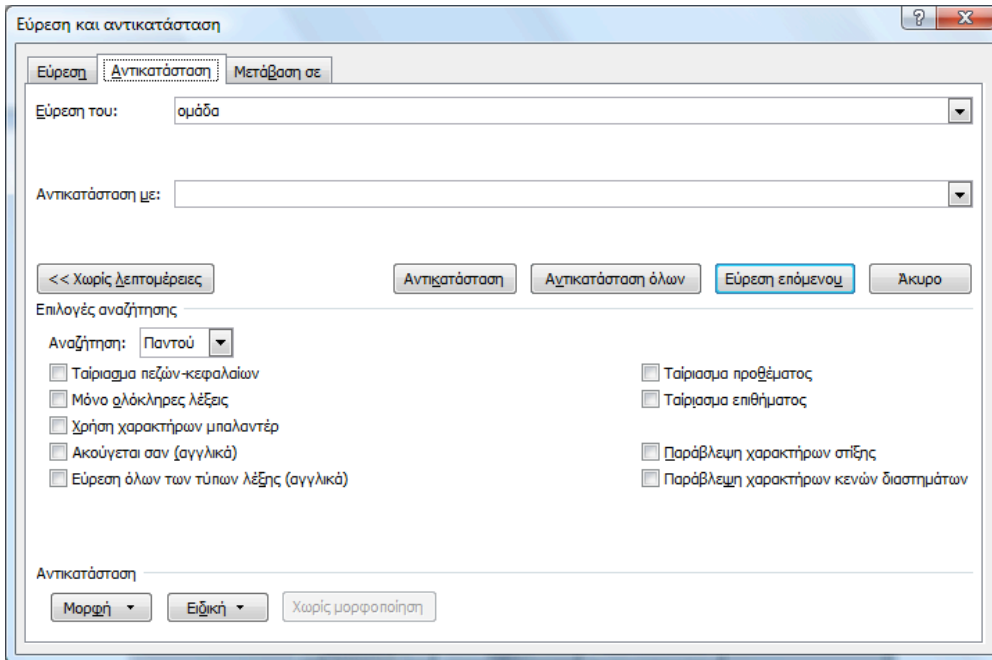 Εύρεση και αντικατάσταση
Εύρεση Αντικατάσταση Μετάβαση σε
Εύρεση του: ομάδα
Αντικατάσταση με:
<< Χωρίς λεπτομέρειες Αντικατάσταση Αντικατάσταση όλων Εύρεση επόμενου Άκυρο
Επιλογές αναζήτησης
Αναζήτηση: Παντού
Ταίριασμα πεζών-κεφαλαίων Ταίριασμα προθέματος
Μόνο ολόκληρες λέξεις Ταίριασμα επιθήματος
Χρήση χαρακτήρων μπαλαντέρ
Ακούγεται σαν (αγγλικά) Παράβλεψη χαρακτήρων στίξης
Εύρεση όλων των τύπων λέξης (αγγλικά) Παράβλεψη χαρακτήρων κενών διαστημάτων
Αντικατάσταση
Μορφή Ειδική Χωρίς μορφοποίηση